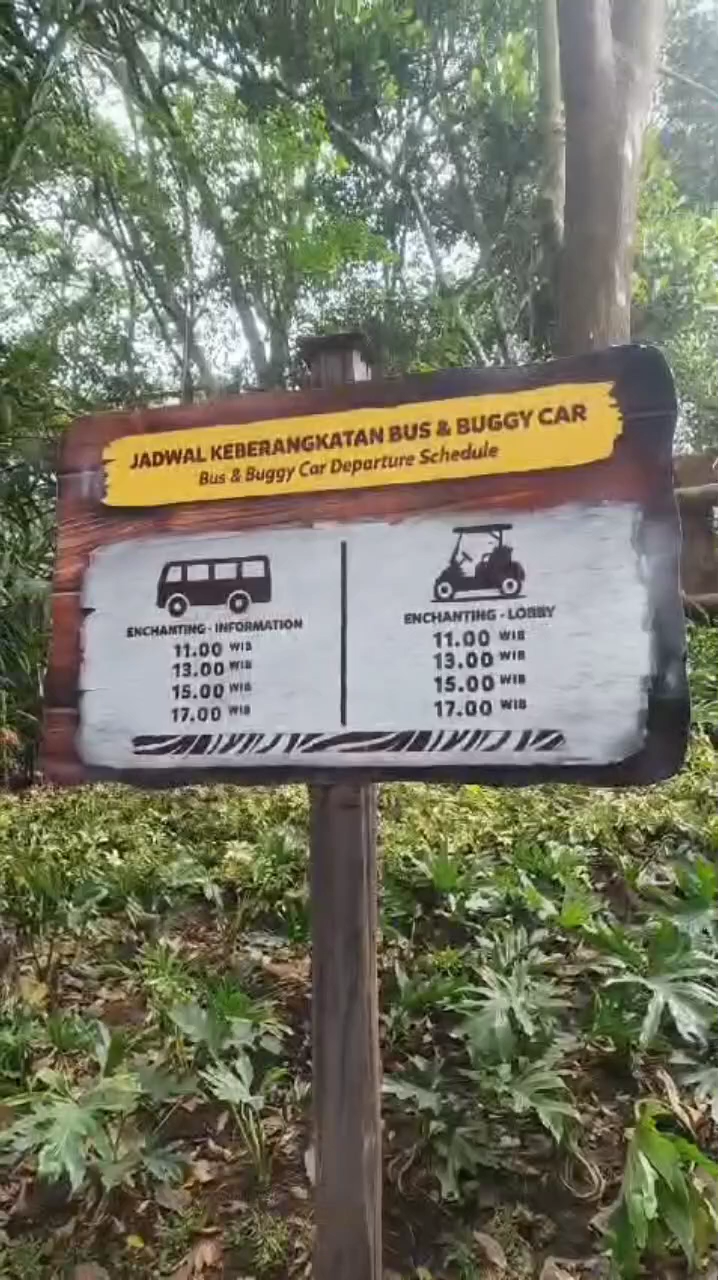 JADWAL KEBERANGKATAN BUS & BUGGY CAR
Bus & Buggy Car Departure Schedule
ENCHANTING - INFORMATION
11.00 WIB
13.00 WIB
15.00 WIB
17.00 WIB
ENCHANTING - LOBBY
11.00 WIB
13.00 WIB
15.00 WIB
17.00 WIB